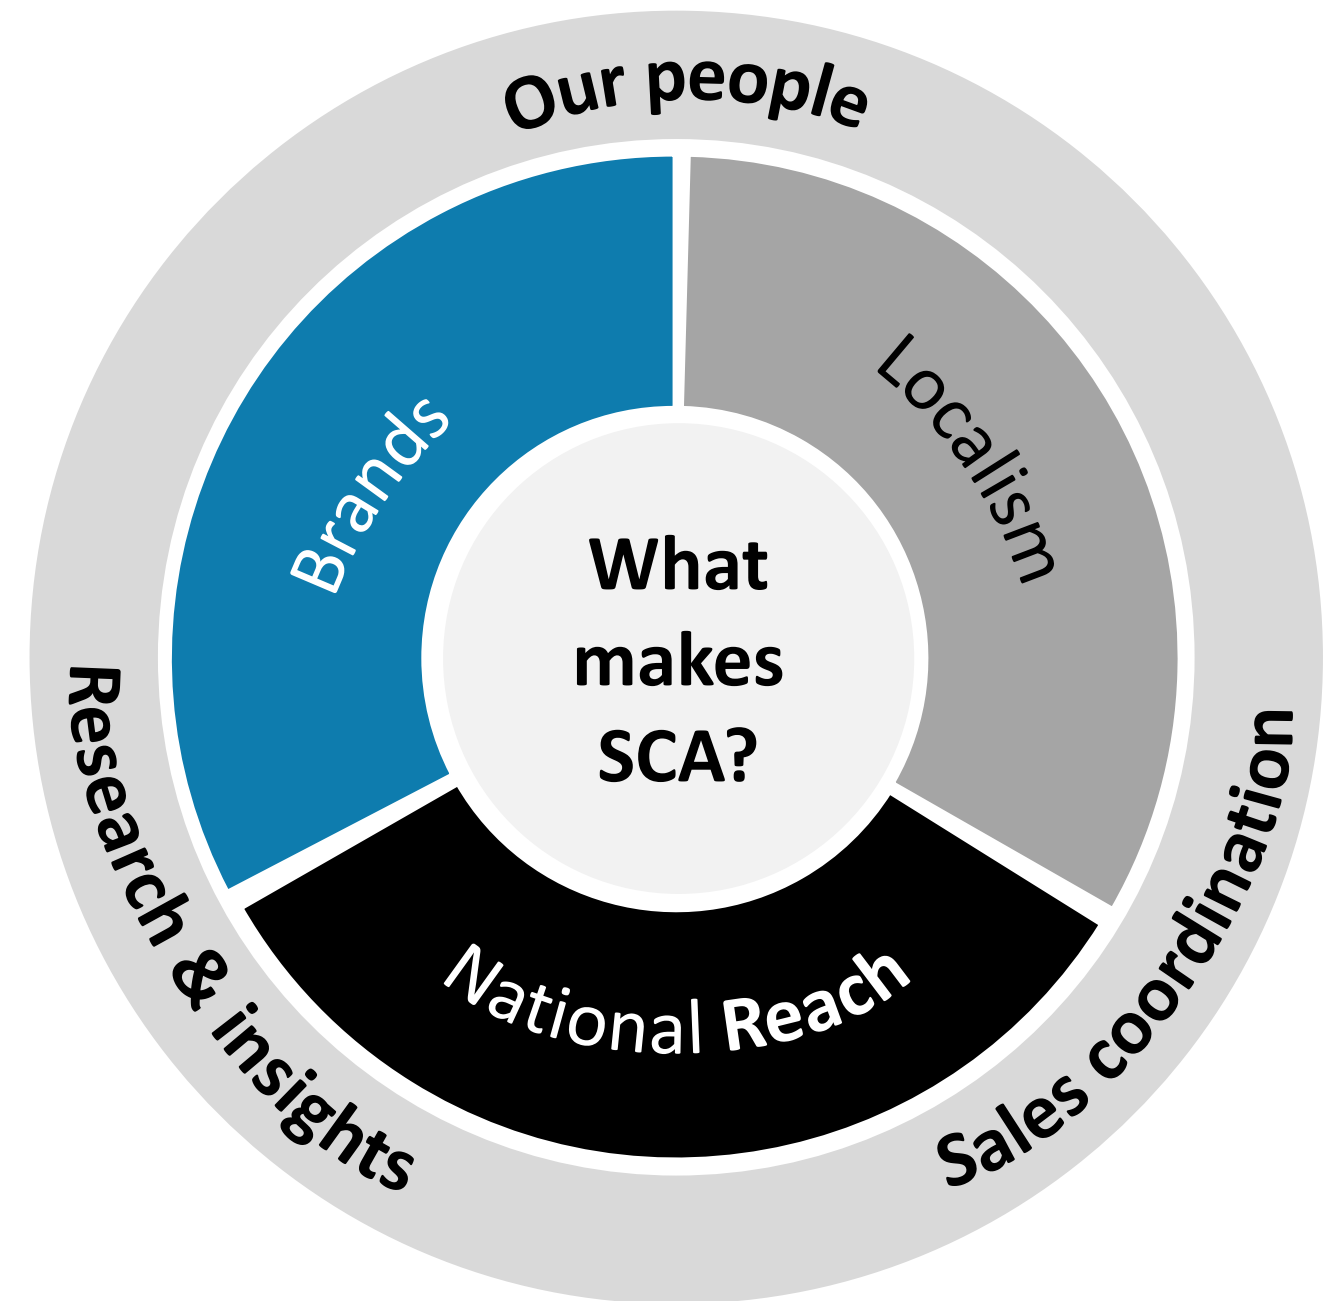 Our people
Brands
Localism
What
makes
SCA?
National Reach
Research & insights
Sales coordination